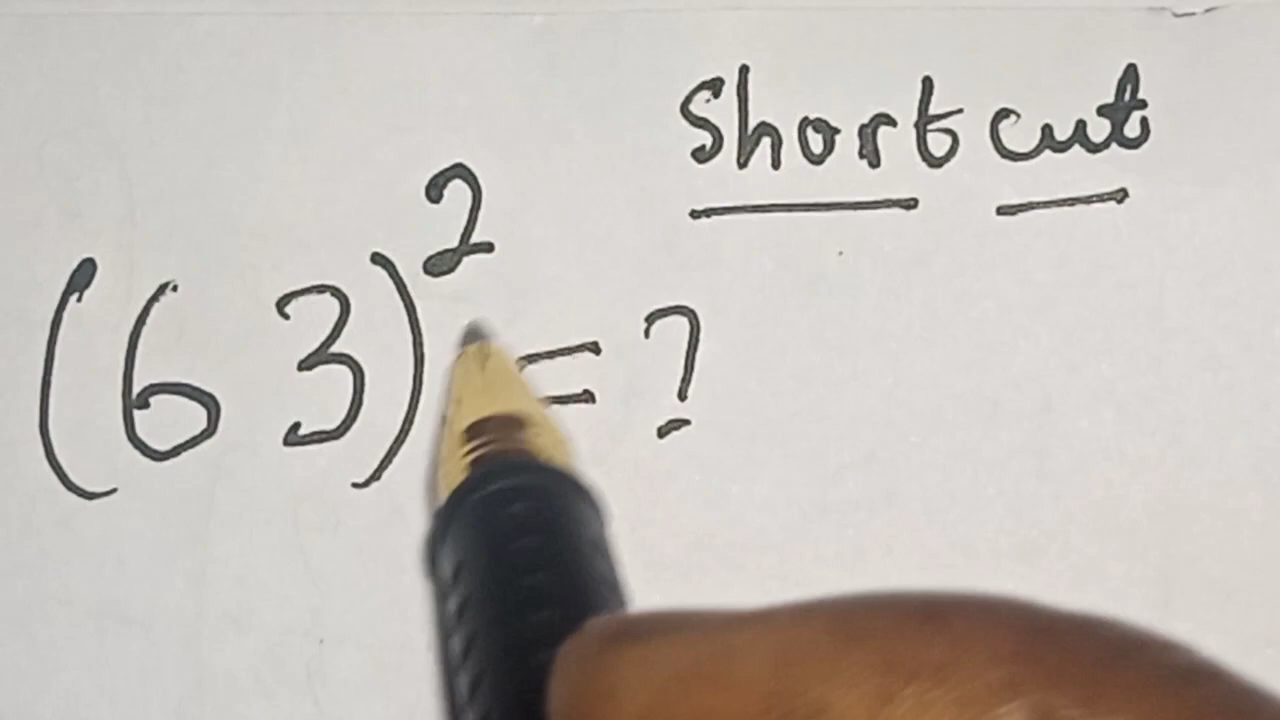 Shortcut
(63)² = ?